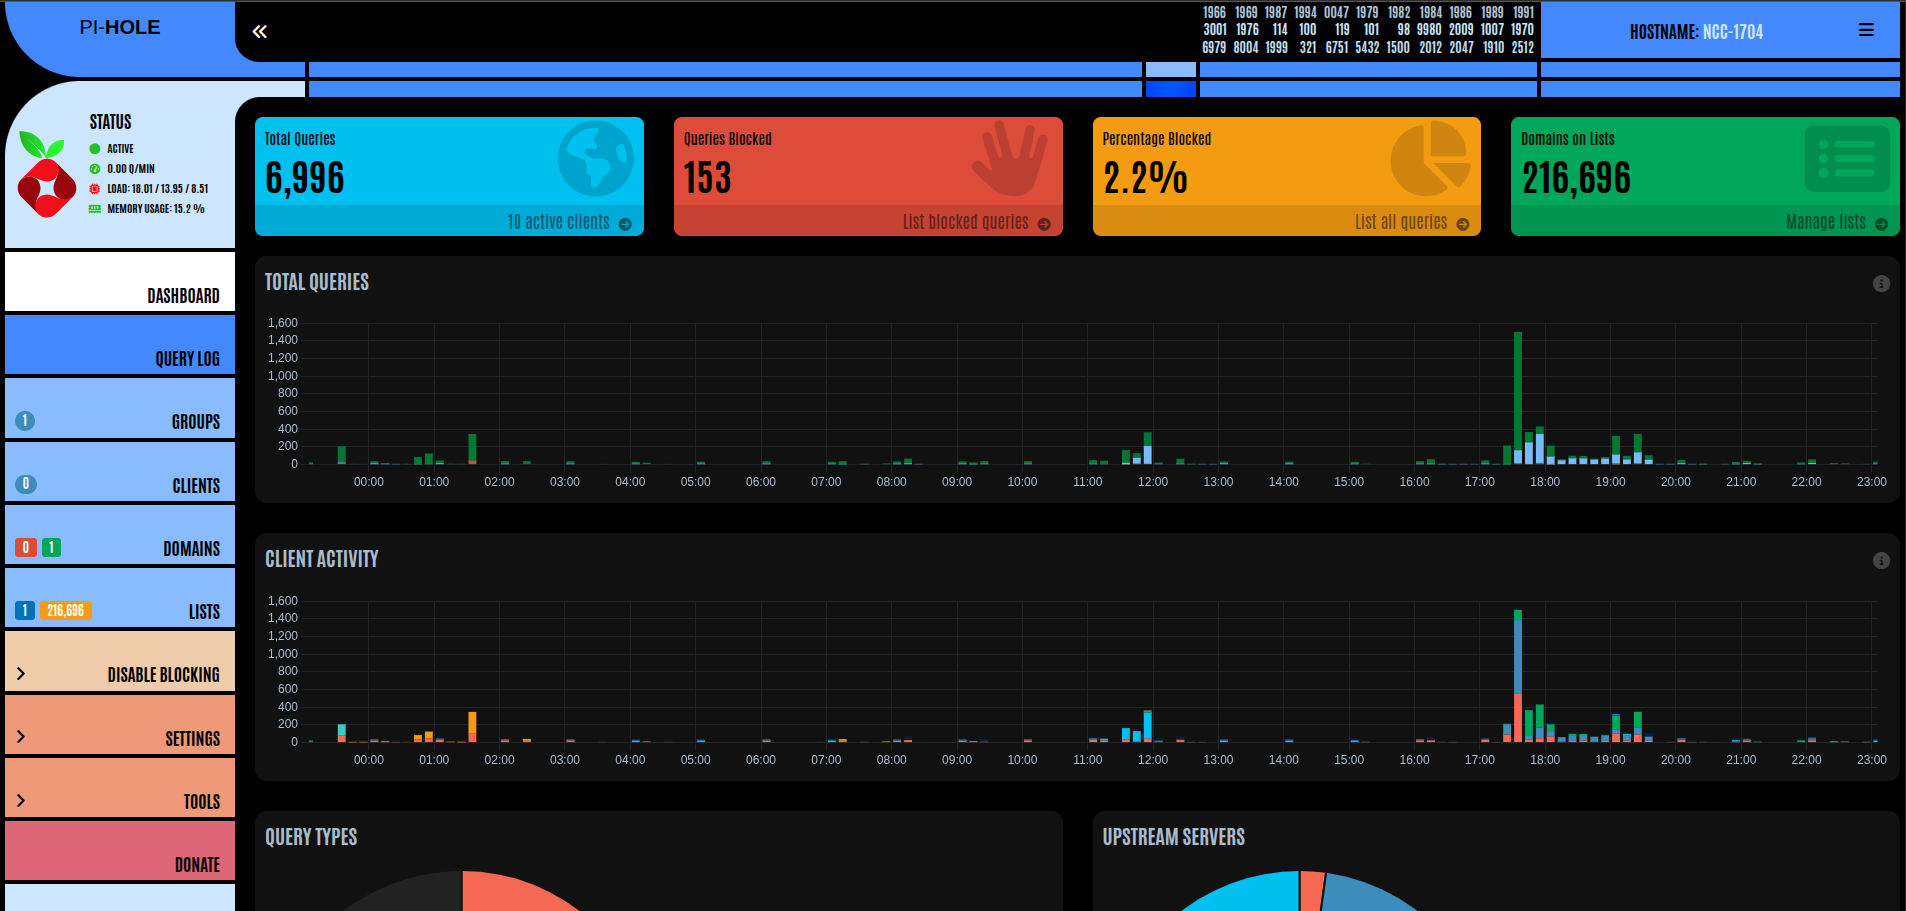 PI-HOLE
1966 1969 1987 1994 0047 1979 1982 1984 1986 1989 1991
3001 1976 114 100 119 101 98 9980 2009 1007 1970
6979 8004 1999 321 6751 5432 1500 2012 2047 1910 2512
HOSTNAME: NCC-1704
STATUS
ACTIVE
0.00 Q/MIN
LOAD: 18.01 / 13.95 / 8.51
MEMORY USAGE: 15.2 %
DASHBOARD
QUERY LOG
1 GROUPS
0 CLIENTS
0 1 DOMAINS
1 216,696 LISTS
DISABLE BLOCKING
SETTINGS
TOOLS
DONATE
Total Queries
6,996
10 active clients
Queries Blocked
153
List blocked queries
Percentage Blocked
2.2%
List all queries
Domains on Lists
216,696
Manage lists
TOTAL QUERIES
1,600
1,400
1,200
1,000
800
600
400
200
0
00:00 01:00 02:00 03:00 04:00 05:00 06:00 07:00 08:00 09:00 10:00 11:00 12:00 13:00 14:00 15:00 16:00 17:00 18:00 19:00 20:00 21:00 22:00 23:00
CLIENT ACTIVITY
1,600
1,400
1,200
1,000
800
600
400
200
0
00:00 01:00 02:00 03:00 04:00 05:00 06:00 07:00 08:00 09:00 10:00 11:00 12:00 13:00 14:00 15:00 16:00 17:00 18:00 19:00 20:00 21:00 22:00 23:00
QUERY TYPES
UPSTREAM SERVERS